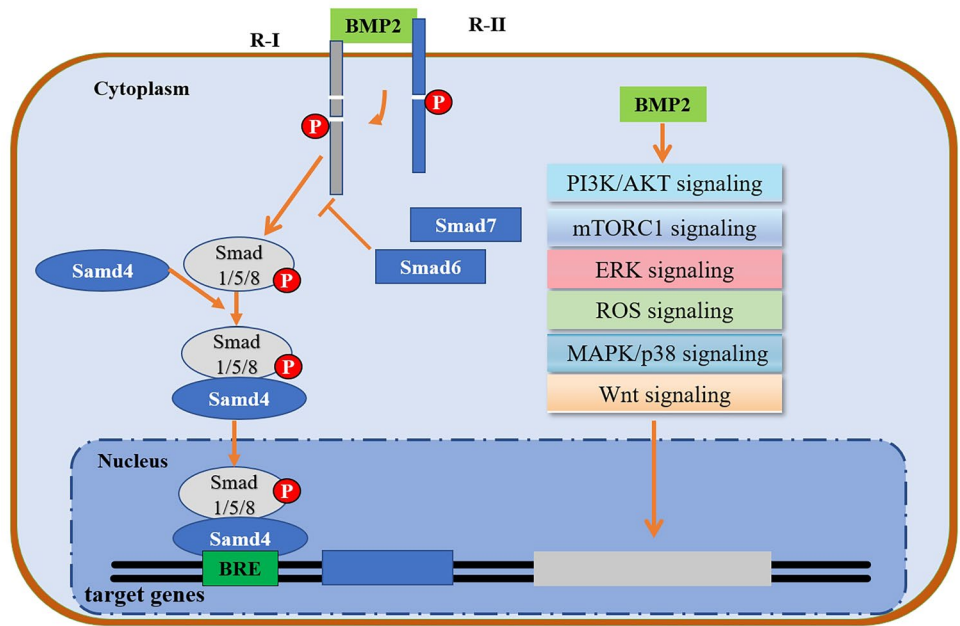 BMP2
R-I
R-II
Cytoplasm
P
P
BMP2
PI3K/AKT signaling
mTORC1 signaling
ERK signaling
ROS signaling
MAPK/p38 signaling
Wnt signaling
Smad7
Smad6
Smad
1/5/8
P
Samd4
Smad
1/5/8
P
Samd4
Nucleus
Smad
1/5/8
P
Samd4
BRE
target genes